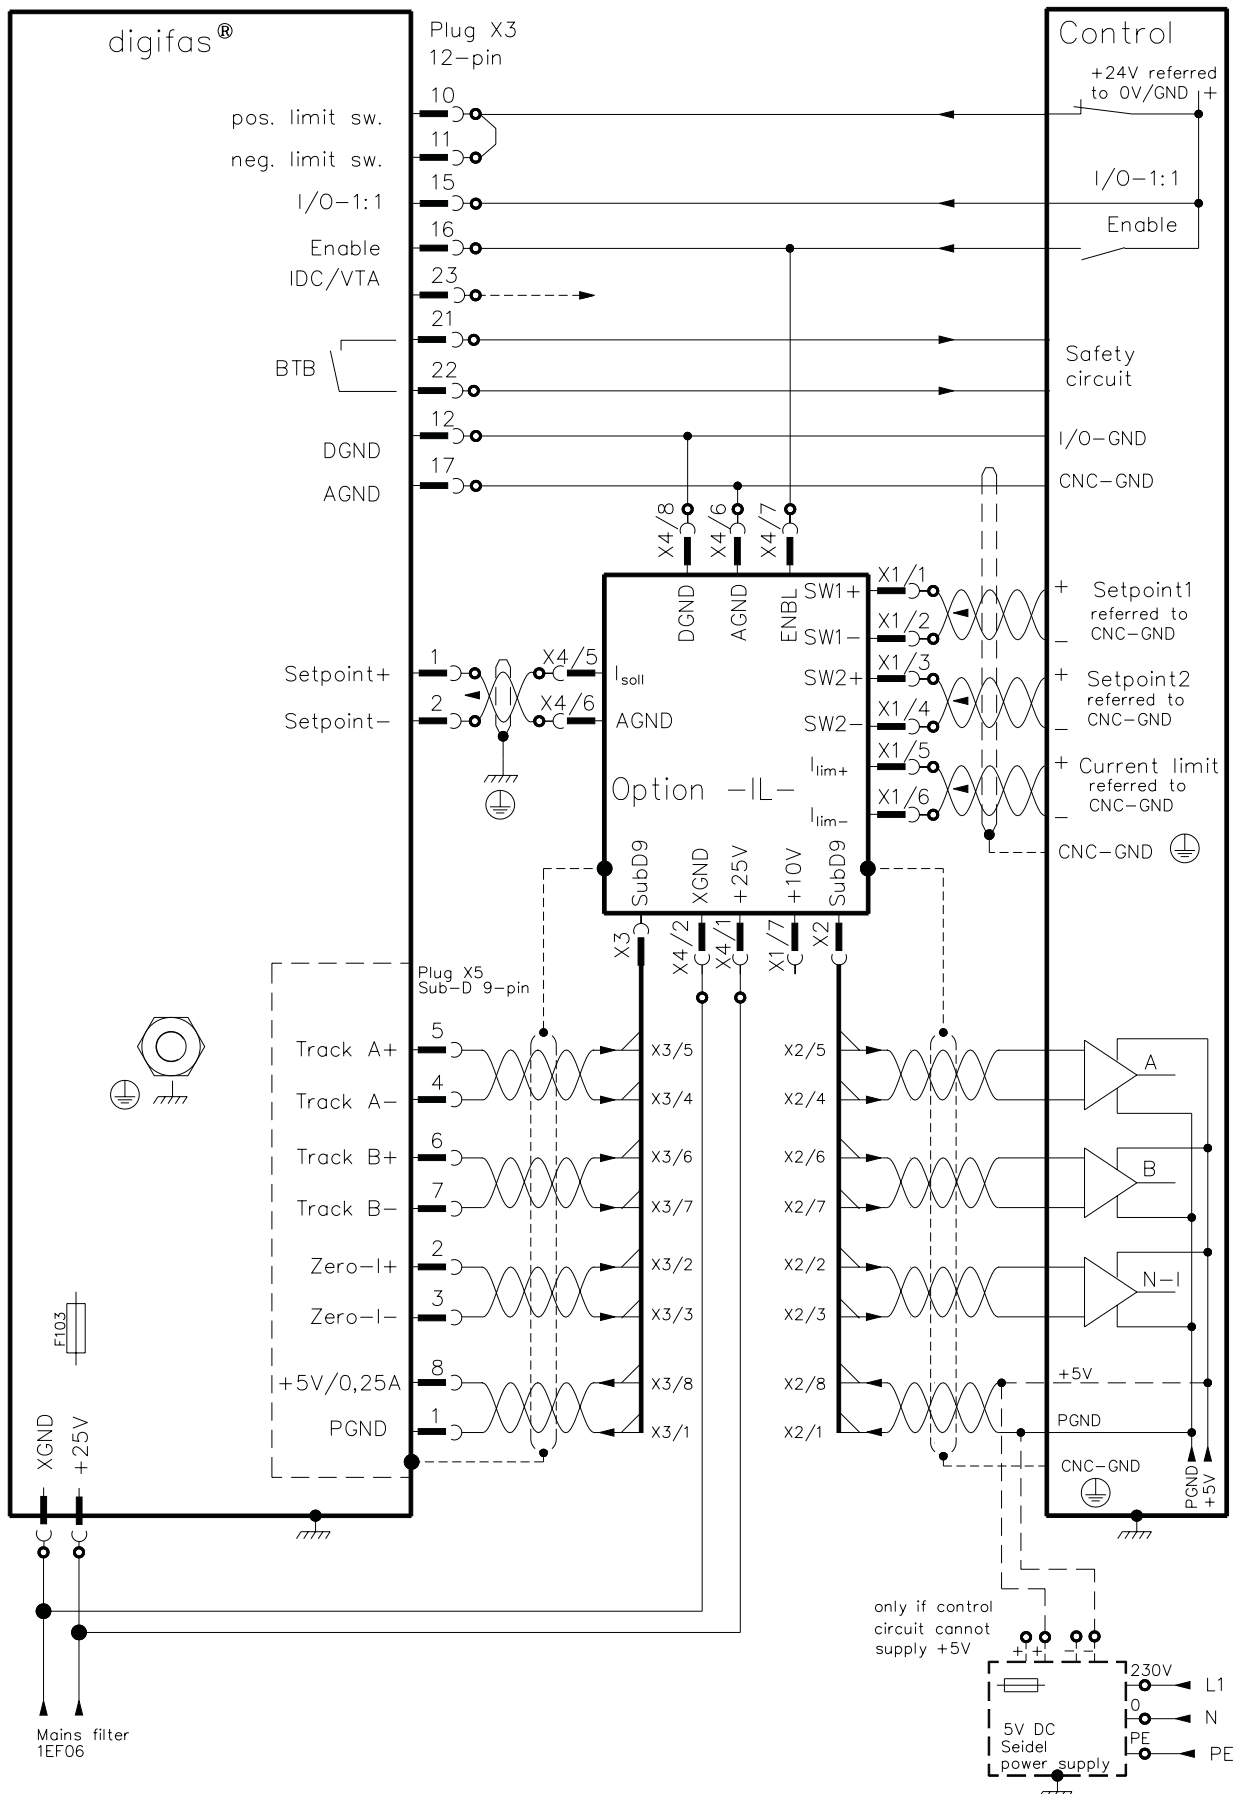 digifas®
Plug X3
12-pin
Control
+24V referred
to 0V/GND
+
pos. limit sw.
10
neg. limit sw.
11
I/O-1:1
15
I/O-1:1
Enable
16
Enable
IDC/VTA
23
21
BTB
22
Safety
circuit
12
DGND
I/O-GND
17
AGND
CNC-GND
X4/8
X4/6
X4/7
DGND
AGND
ENBL
SW1+
X1/1
+
Setpoint1
referred to
CNC-GND
SW1-
X1/2
-
Setpoint+
1
X4/5
Isoll
SW2+
X1/3
+
Setpoint2
referred to
CNC-GND
Setpoint-
2
X4/6
AGND
SW2-
X1/4
-
Ilim+
X1/5
+
Current limit
referred to
CNC-GND
Option -IL-
Ilim-
X1/6
-
CNC-GND
SubD9
XGND
+25V
+10V
SubD9
X3
X4/2
X4/1
X1/7
X2
Plug X5
Sub-D 9-pin
Track A+
5
X3/5
X2/5
A
Track A-
4
X3/4
X2/4
Track B+
6
X3/6
X2/6
B
Track B-
7
X3/7
X2/7
Zero-I+
2
X3/2
X2/2
N-I
Zero-I-
3
X3/3
X2/3
F103
+5V/0,25A
8
X3/8
X2/8
+5V
PGND
1
X3/1
X2/1
PGND
XGND
+25V
CNC-GND
PGND
+5V
only if control
circuit cannot
supply +5V
+
+
-
-
230V
L1
0
N
PE
PE
5V DC
Seidel
power supply
Mains filter
1EF06